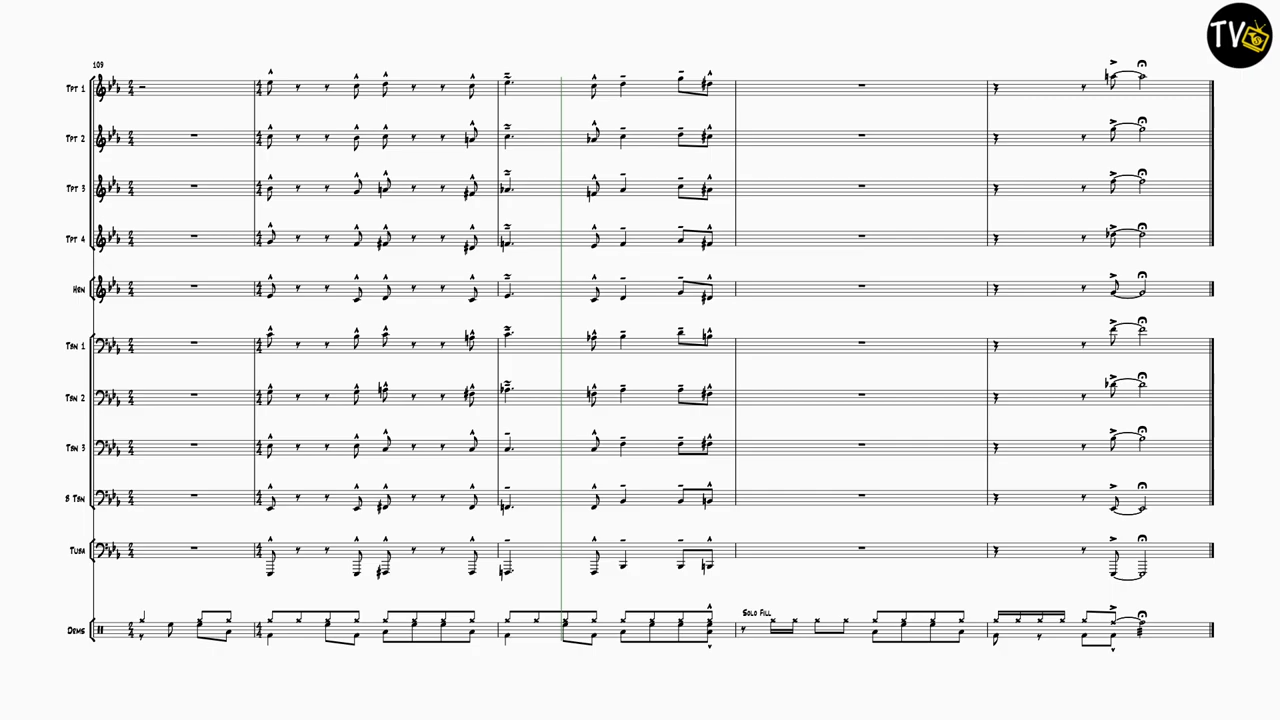 TV
109
Tpt 1
Tpt 2
Tpt 3
Tpt 4
Hrn
Tbn 1
Tbn 2
Tbn 3
B Tbn
Tuba
Drms
Solo Fill